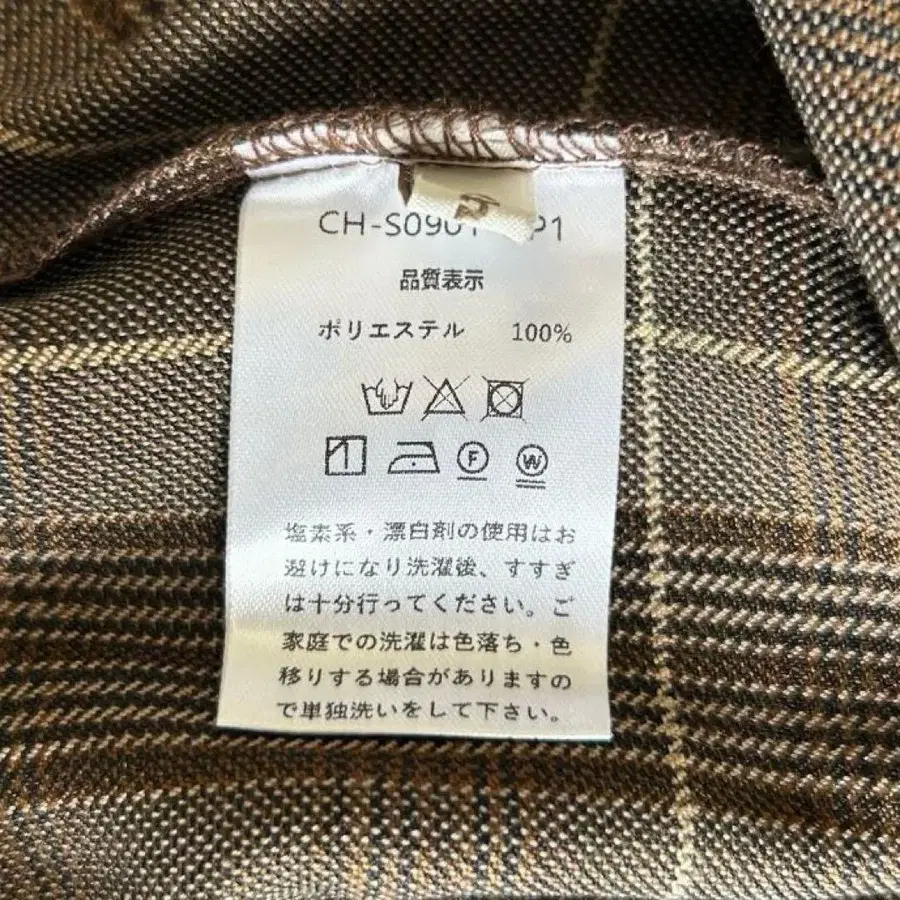 CH-S0901 P1
品質表示
ポリエステル 100%
F W
塩素系・漂白剤の使用はお
避けになり洗濯後、すすぎ
は十分行ってください。ご
家庭での洗濯は色落ち・色
移りする場合がありますの
で単独洗いをして下さい。